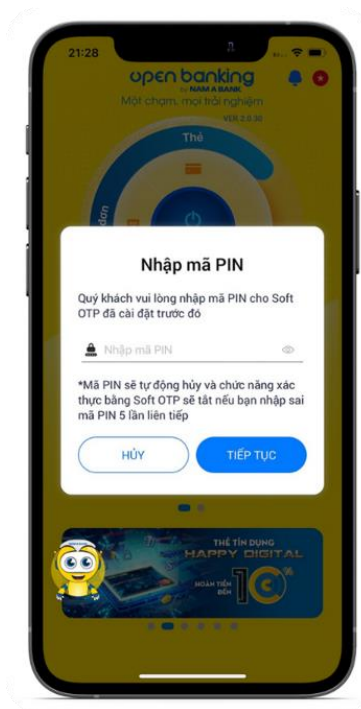 21:28
open banking
by NAM A BANK
Một chạm, mọi trải nghiệm
VER 2.0.30
Thẻ
đơn
Nhập mã PIN
Quý khách vui lòng nhập mã PIN cho Soft
OTP đã cài đặt trước đó
Nhập mã PIN
*Mã PIN sẽ tự động hủy và chức năng xác
thực bằng Soft OTP sẽ tắt nếu bạn nhập sai
mã PIN 5 lần liên tiếp
HỦY
TIẾP TỤC
THẺ TÍN DỤNG
HAPPY DIGITAL
HOÀN TIỀN
ĐẾN
10%